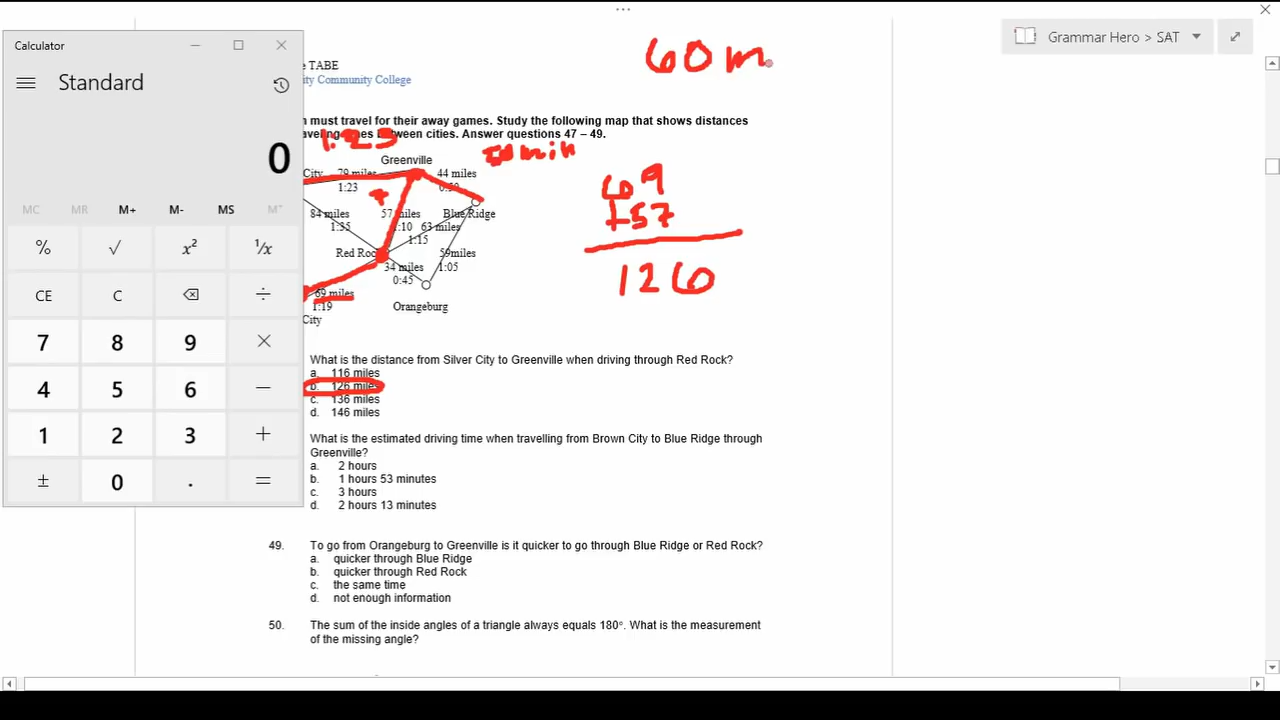 ...
Grammar Hero > SAT
Calculator
Standard
0
MC MR M+ M- MS
% √ x² ¹/x
CE C ⌫ ÷
7 8 9 ×
4 5 6 −
1 2 3 +
± 0 . =
60 m
TABE
ity Community College
must travel for their away games. Study the following map that shows distances
between cities. Answer questions 47 – 49.
1:23
Greenville
50 min
City 79 miles 44 miles
1:23 0:50
+
84 miles 57 miles Blue Ridge
1:35 1:10 63 miles
1:15
Red Rock 59 miles
34 miles 1:05
0:45
69 miles
1:19 Orangeburg
City
69
+57
126
What is the distance from Silver City to Greenville when driving through Red Rock?
a. 116 miles
b. 126 miles
c. 136 miles
d. 146 miles
What is the estimated driving time when travelling from Brown City to Blue Ridge through
Greenville?
a. 2 hours
b. 1 hours 53 minutes
c. 3 hours
d. 2 hours 13 minutes
49. To go from Orangeburg to Greenville is it quicker to go through Blue Ridge or Red Rock?
a. quicker through Blue Ridge
b. quicker through Red Rock
c. the same time
d. not enough information
50. The sum of the inside angles of a triangle always equals 180°. What is the measurement
of the missing angle?